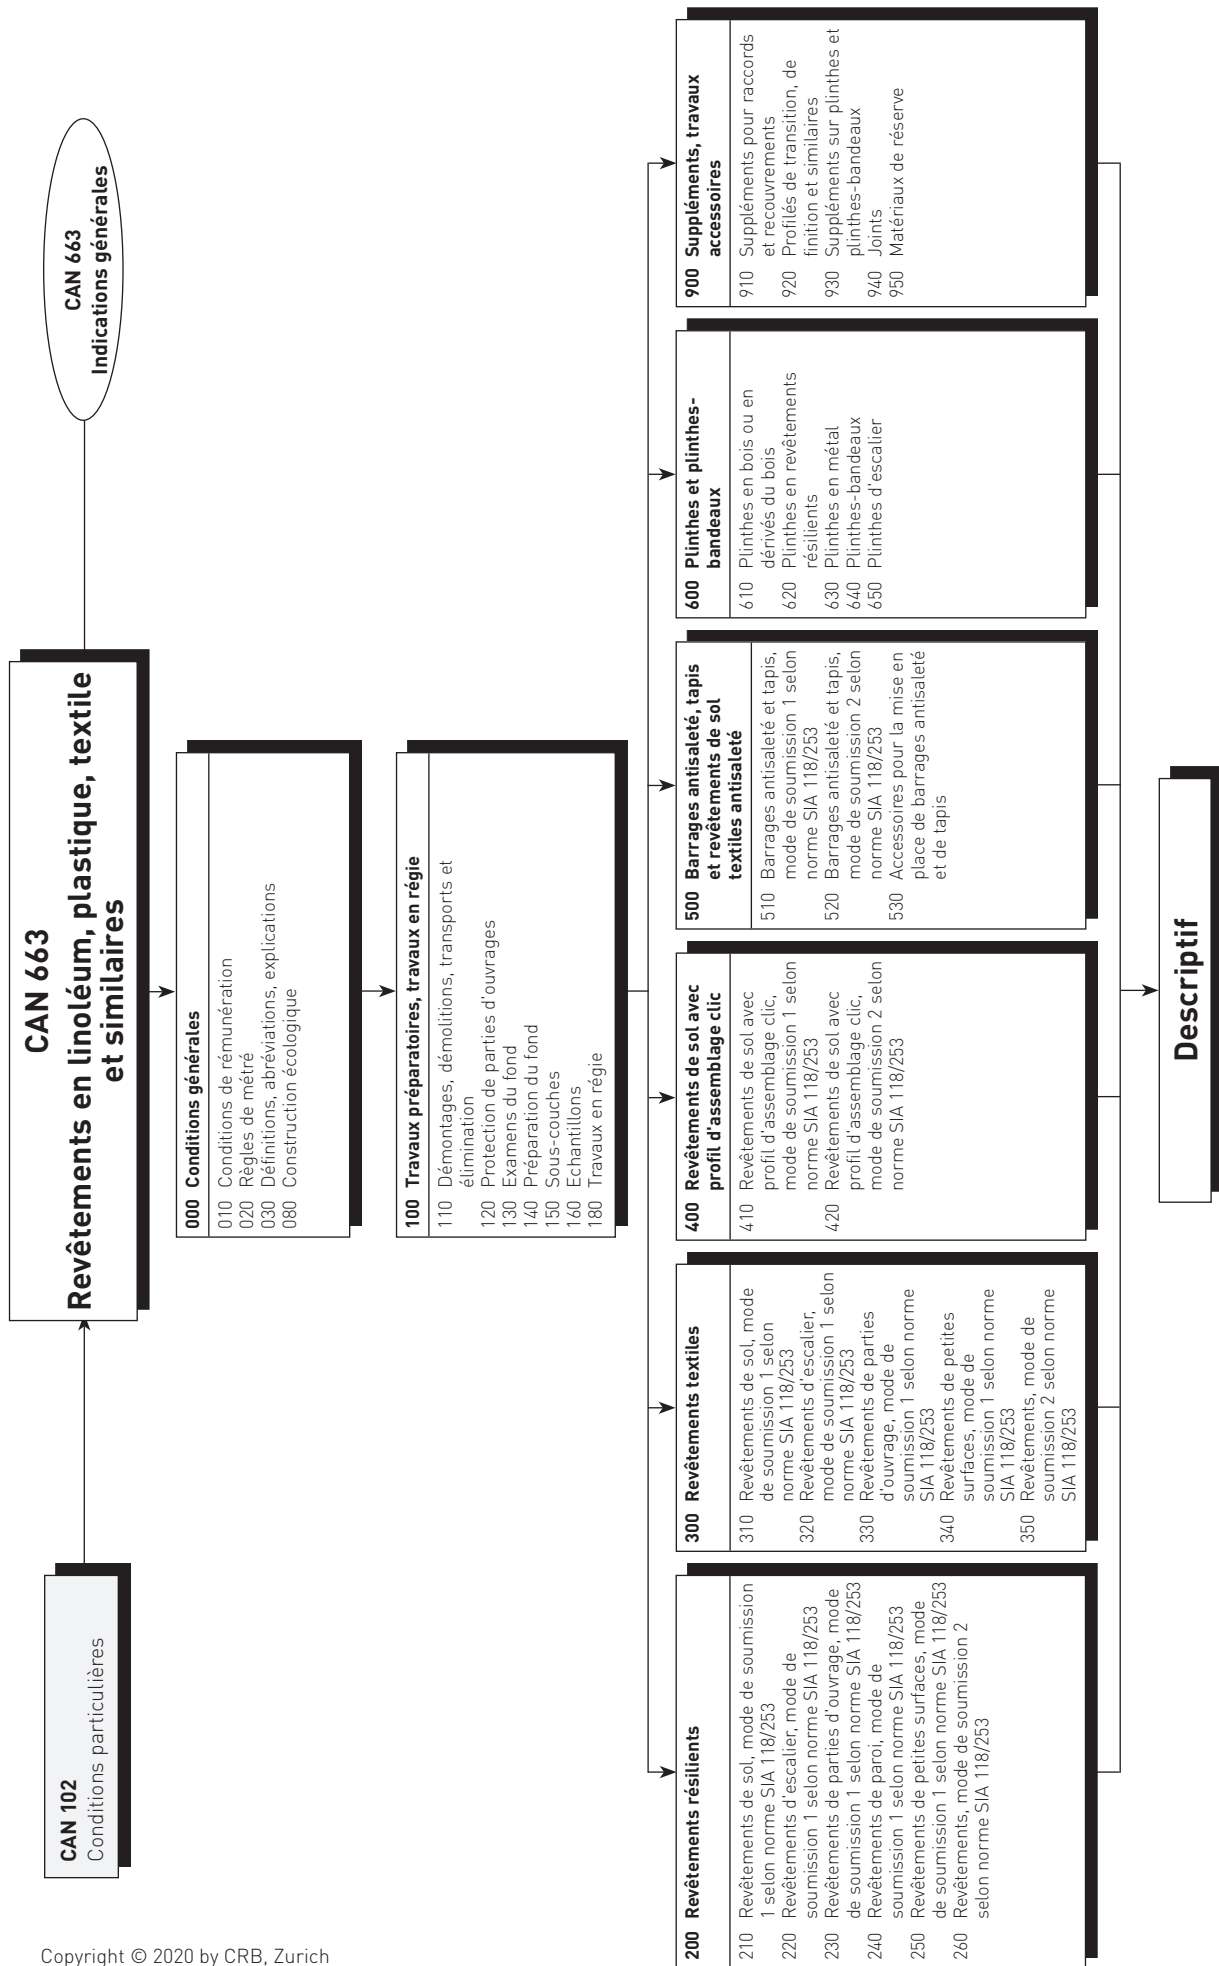 CAN 663
Revêtements en linoléum, plastique, textile
et similaires
CAN 102
Conditions particulières
CAN 663
Indications générales
000 Conditions générales
010 Conditions de rémunération
020 Règles de métré
030 Définitions, abréviations, explications
080 Construction écologique
100 Travaux préparatoires, travaux en régie
110 Démontages, démolitions, transports et
élimination
120 Protection de parties d'ouvrages
130 Examens du fond
140 Préparation du fond
150 Sous-couches
160 Echantillons
180 Travaux en régie
200 Revêtements résilients
210 Revêtements de sol, mode de soumission
1 selon norme SIA 118/253
220 Revêtements d'escalier, mode de
soumission 1 selon norme SIA 118/253
230 Revêtements de parties d'ouvrage, mode
de soumission 1 selon norme SIA 118/253
240 Revêtements de paroi, mode de
soumission 1 selon norme SIA 118/253
250 Revêtements de petites surfaces, mode
de soumission 1 selon norme SIA 118/253
260 Revêtements, mode de soumission 2
selon norme SIA 118/253
300 Revêtements textiles
310 Revêtements de sol, mode
de soumission 1 selon
norme SIA 118/253
320 Revêtements d'escalier,
mode de soumission 1 selon
norme SIA 118/253
330 Revêtements de parties
d'ouvrage, mode de
soumission 1 selon norme
SIA 118/253
340 Revêtements de petites
surfaces, mode de
soumission 1 selon norme
SIA 118/253
350 Revêtements, mode de
soumission 2 selon norme
SIA 118/253
400 Revêtements de sol avec
profil d'assemblage clic
410 Revêtements de sol avec
profil d'assemblage clic,
mode de soumission 1 selon
norme SIA 118/253
420 Revêtements de sol avec
profil d'assemblage clic,
mode de soumission 2 selon
norme SIA 118/253
500 Barrages antisaleté, tapis
et revêtements de sol
textiles antisaleté
510 Barrages antisaleté et tapis,
mode de soumission 1 selon
norme SIA 118/253
520 Barrages antisaleté et tapis,
mode de soumission 2 selon
norme SIA 118/253
530 Accessoires pour la mise en
place de barrages antisaleté
et de tapis
600 Plinthes et plinthes-
bandeaux
610 Plinthes en bois ou en
dérivés du bois
620 Plinthes en revêtements
résilients
630 Plinthes en métal
640 Plinthes-bandeaux
650 Plinthes d'escalier
900 Suppléments, travaux
accessoires
910 Suppléments pour raccords
et recouvrements
920 Profilés de transition, de
finition et similaires
930 Suppléments sur plinthes et
plinthes-bandeaux
940 Joints
950 Matériaux de réserve
Descriptif
Copyright © 2020 by CRB, Zurich